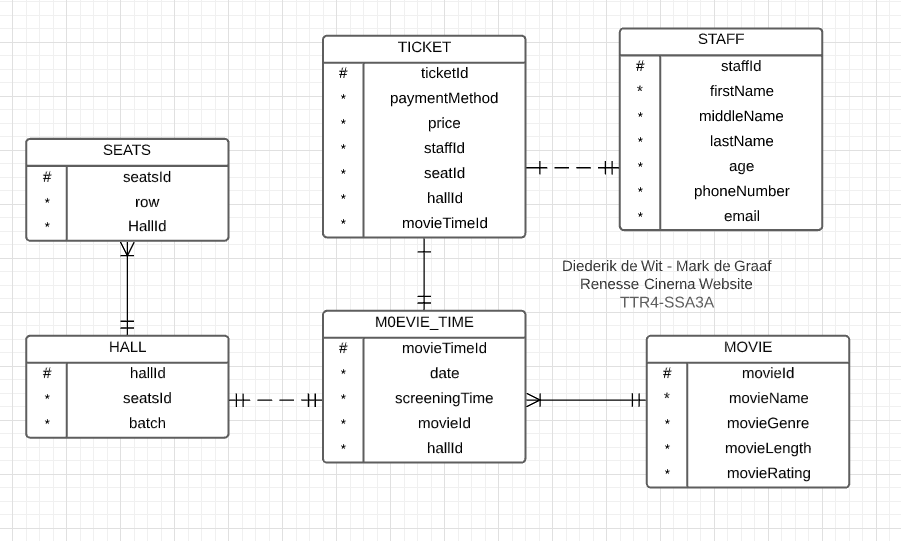 TICKET
# ticketId
* paymentMethod
* price
* staffId
* seatId
* hallId
* movieTimeId
STAFF
# staffId
* firstName
* middleName
* lastName
* age
* phoneNumber
* email
SEATS
# seatsId
* row
* HallId
Diederik de Wit - Mark de Graaf
Renesse Cinema Website
TTR4-SSA3A
HALL
# hallId
* seatsId
* batch
M0EVIE_TIME
# movieTimeId
* date
* screeningTime
* movieId
* hallId
MOVIE
# movieId
* movieName
* movieGenre
* movieLength
* movieRating